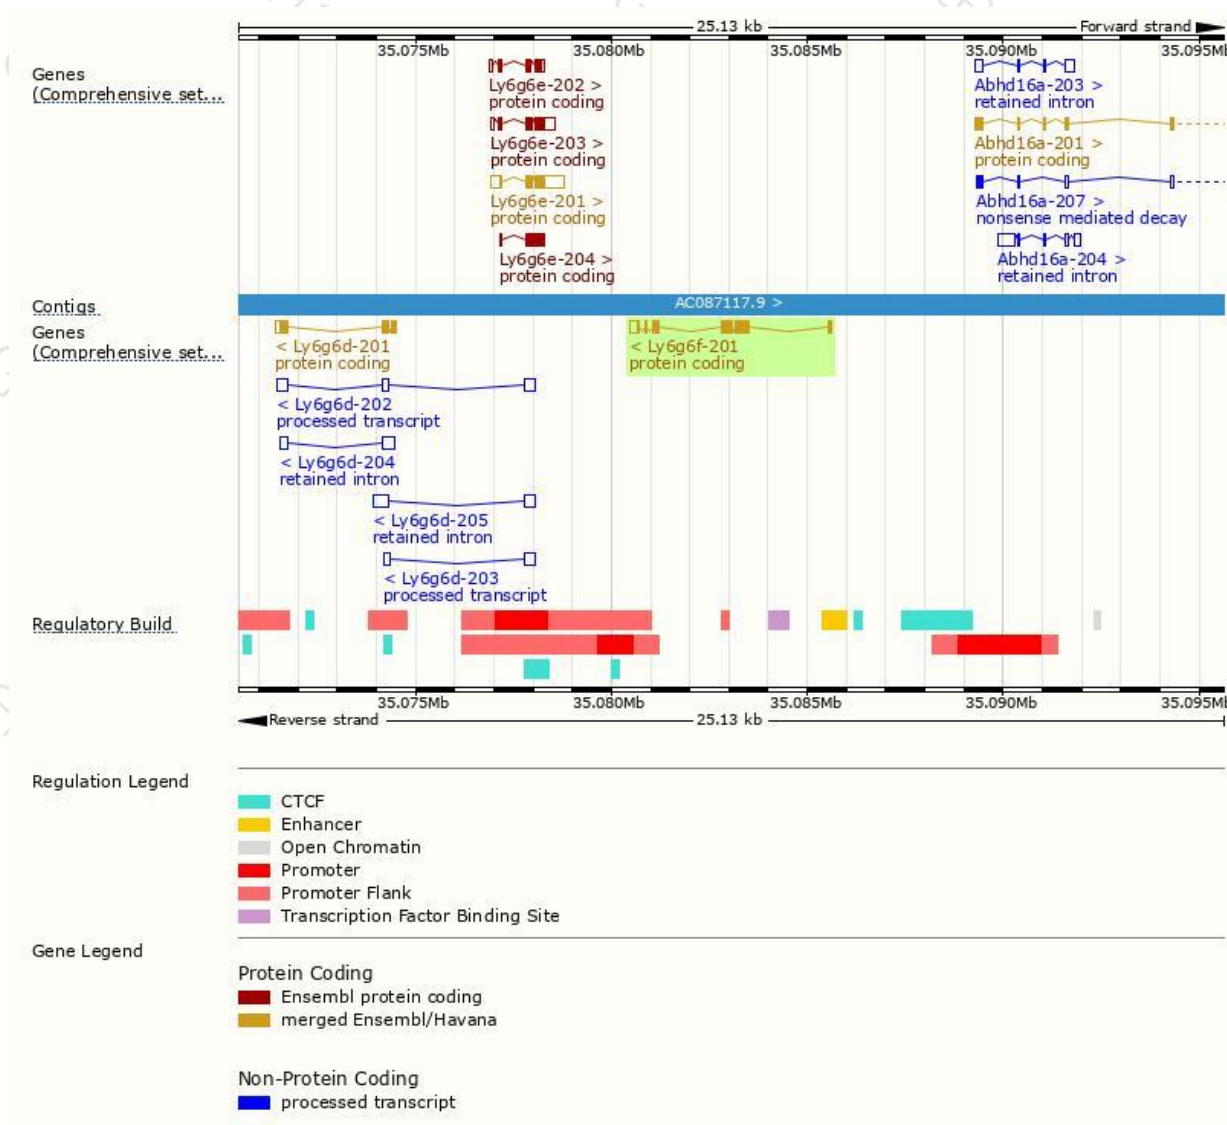 25.13 kb
Forward strand
35.075Mb 35.080Mb 35.085Mb 35.090Mb 35.095Mb
Genes
(Comprehensive set...
Ly6g6e-202 >
protein coding
Ly6g6e-203 >
protein coding
Ly6g6e-201 >
protein coding
Ly6g6e-204 >
protein coding
Abhd16a-203 >
retained intron
Abhd16a-201 >
protein coding
Abhd16a-207 >
nonsense mediated decay
Abhd16a-204 >
retained intron
Contigs
AC087117.9 >
Genes
(Comprehensive set...
< Ly6g6d-201
protein coding
< Ly6g6f-201
protein coding
< Ly6g6d-202
processed transcript
< Ly6g6d-204
retained intron
< Ly6g6d-205
retained intron
< Ly6g6d-203
processed transcript
Regulatory Build
35.075Mb 35.080Mb 35.085Mb 35.090Mb 35.095Mb
Reverse strand
25.13 kb
Regulation Legend
CTCF
Enhancer
Open Chromatin
Promoter
Promoter Flank
Transcription Factor Binding Site
Gene Legend
Protein Coding
Ensembl protein coding
merged Ensembl/Havana
Non-Protein Coding
processed transcript